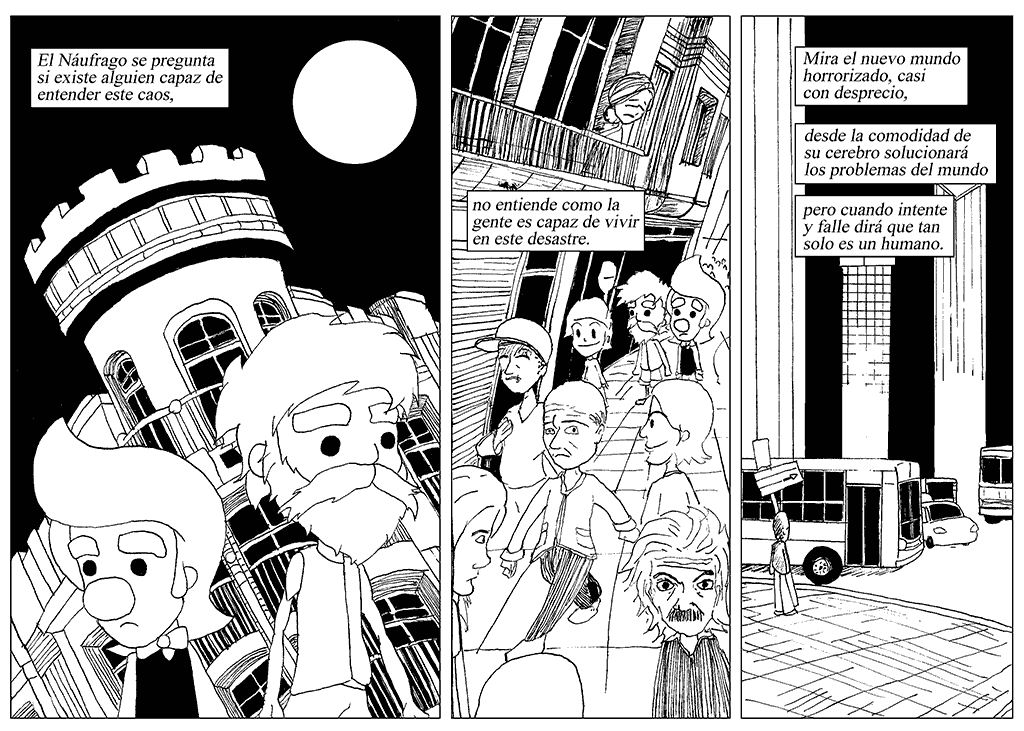 El Náufrago se pregunta
si existe alguien capaz de
entender este caos,
no entiende como la
gente es capaz de vivir
en este desastre.
Mira el nuevo mundo
horrorizado, casi
con desprecio,
desde la comodidad de
su cerebro solucionará
los problemas del mundo
pero cuando intente
y falle dirá que tan
solo es un humano.